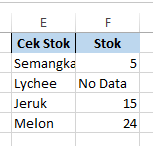 E F
Cek Stok Stok
Semangka 5
Lychee No Data
Jeruk 15
Melon 24